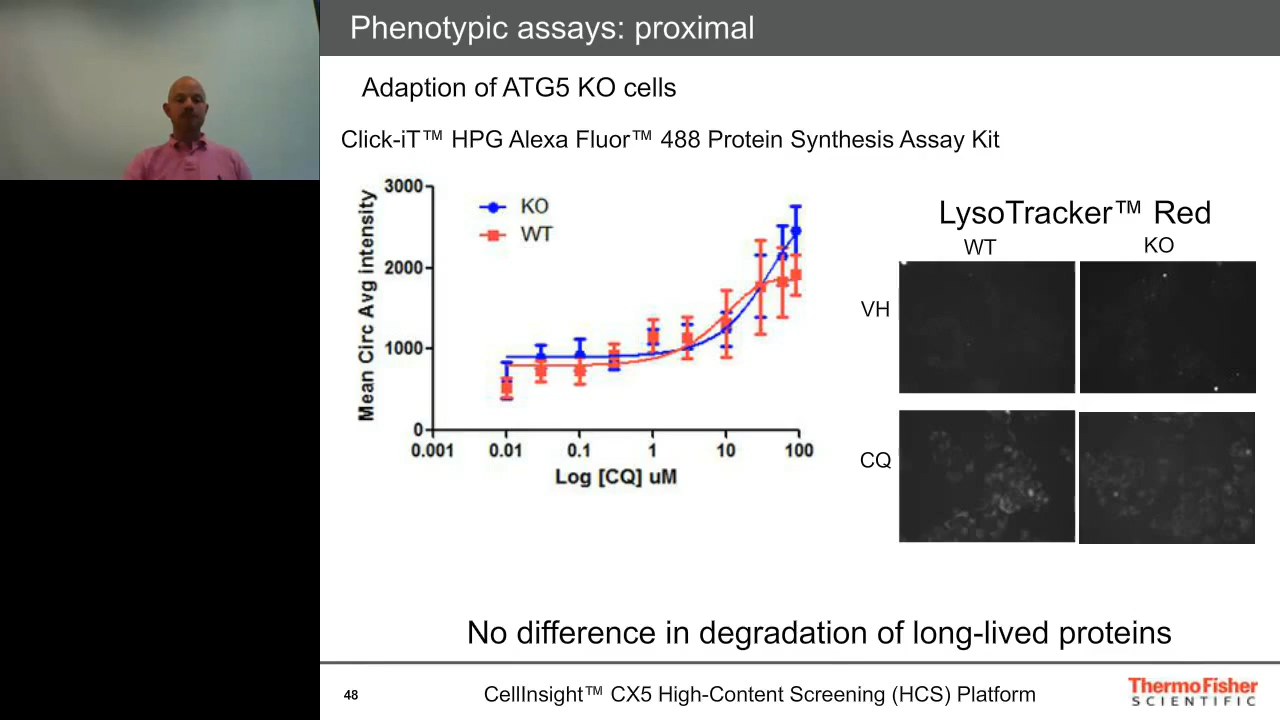 Phenotypic assays: proximal
Adaption of ATG5 KO cells
Click-iT™ HPG Alexa Fluor™ 488 Protein Synthesis Assay Kit
Mean Circ Avg intensity
3000
2000
1000
0
KO
WT
0.001 0.01 0.1 1 10 100
Log [CQ] uM
LysoTracker™ Red
WT KO
VH
CQ
No difference in degradation of long-lived proteins
48
CellInsight™ CX5 High-Content Screening (HCS) Platform
ThermoFisher
SCIENTIFIC